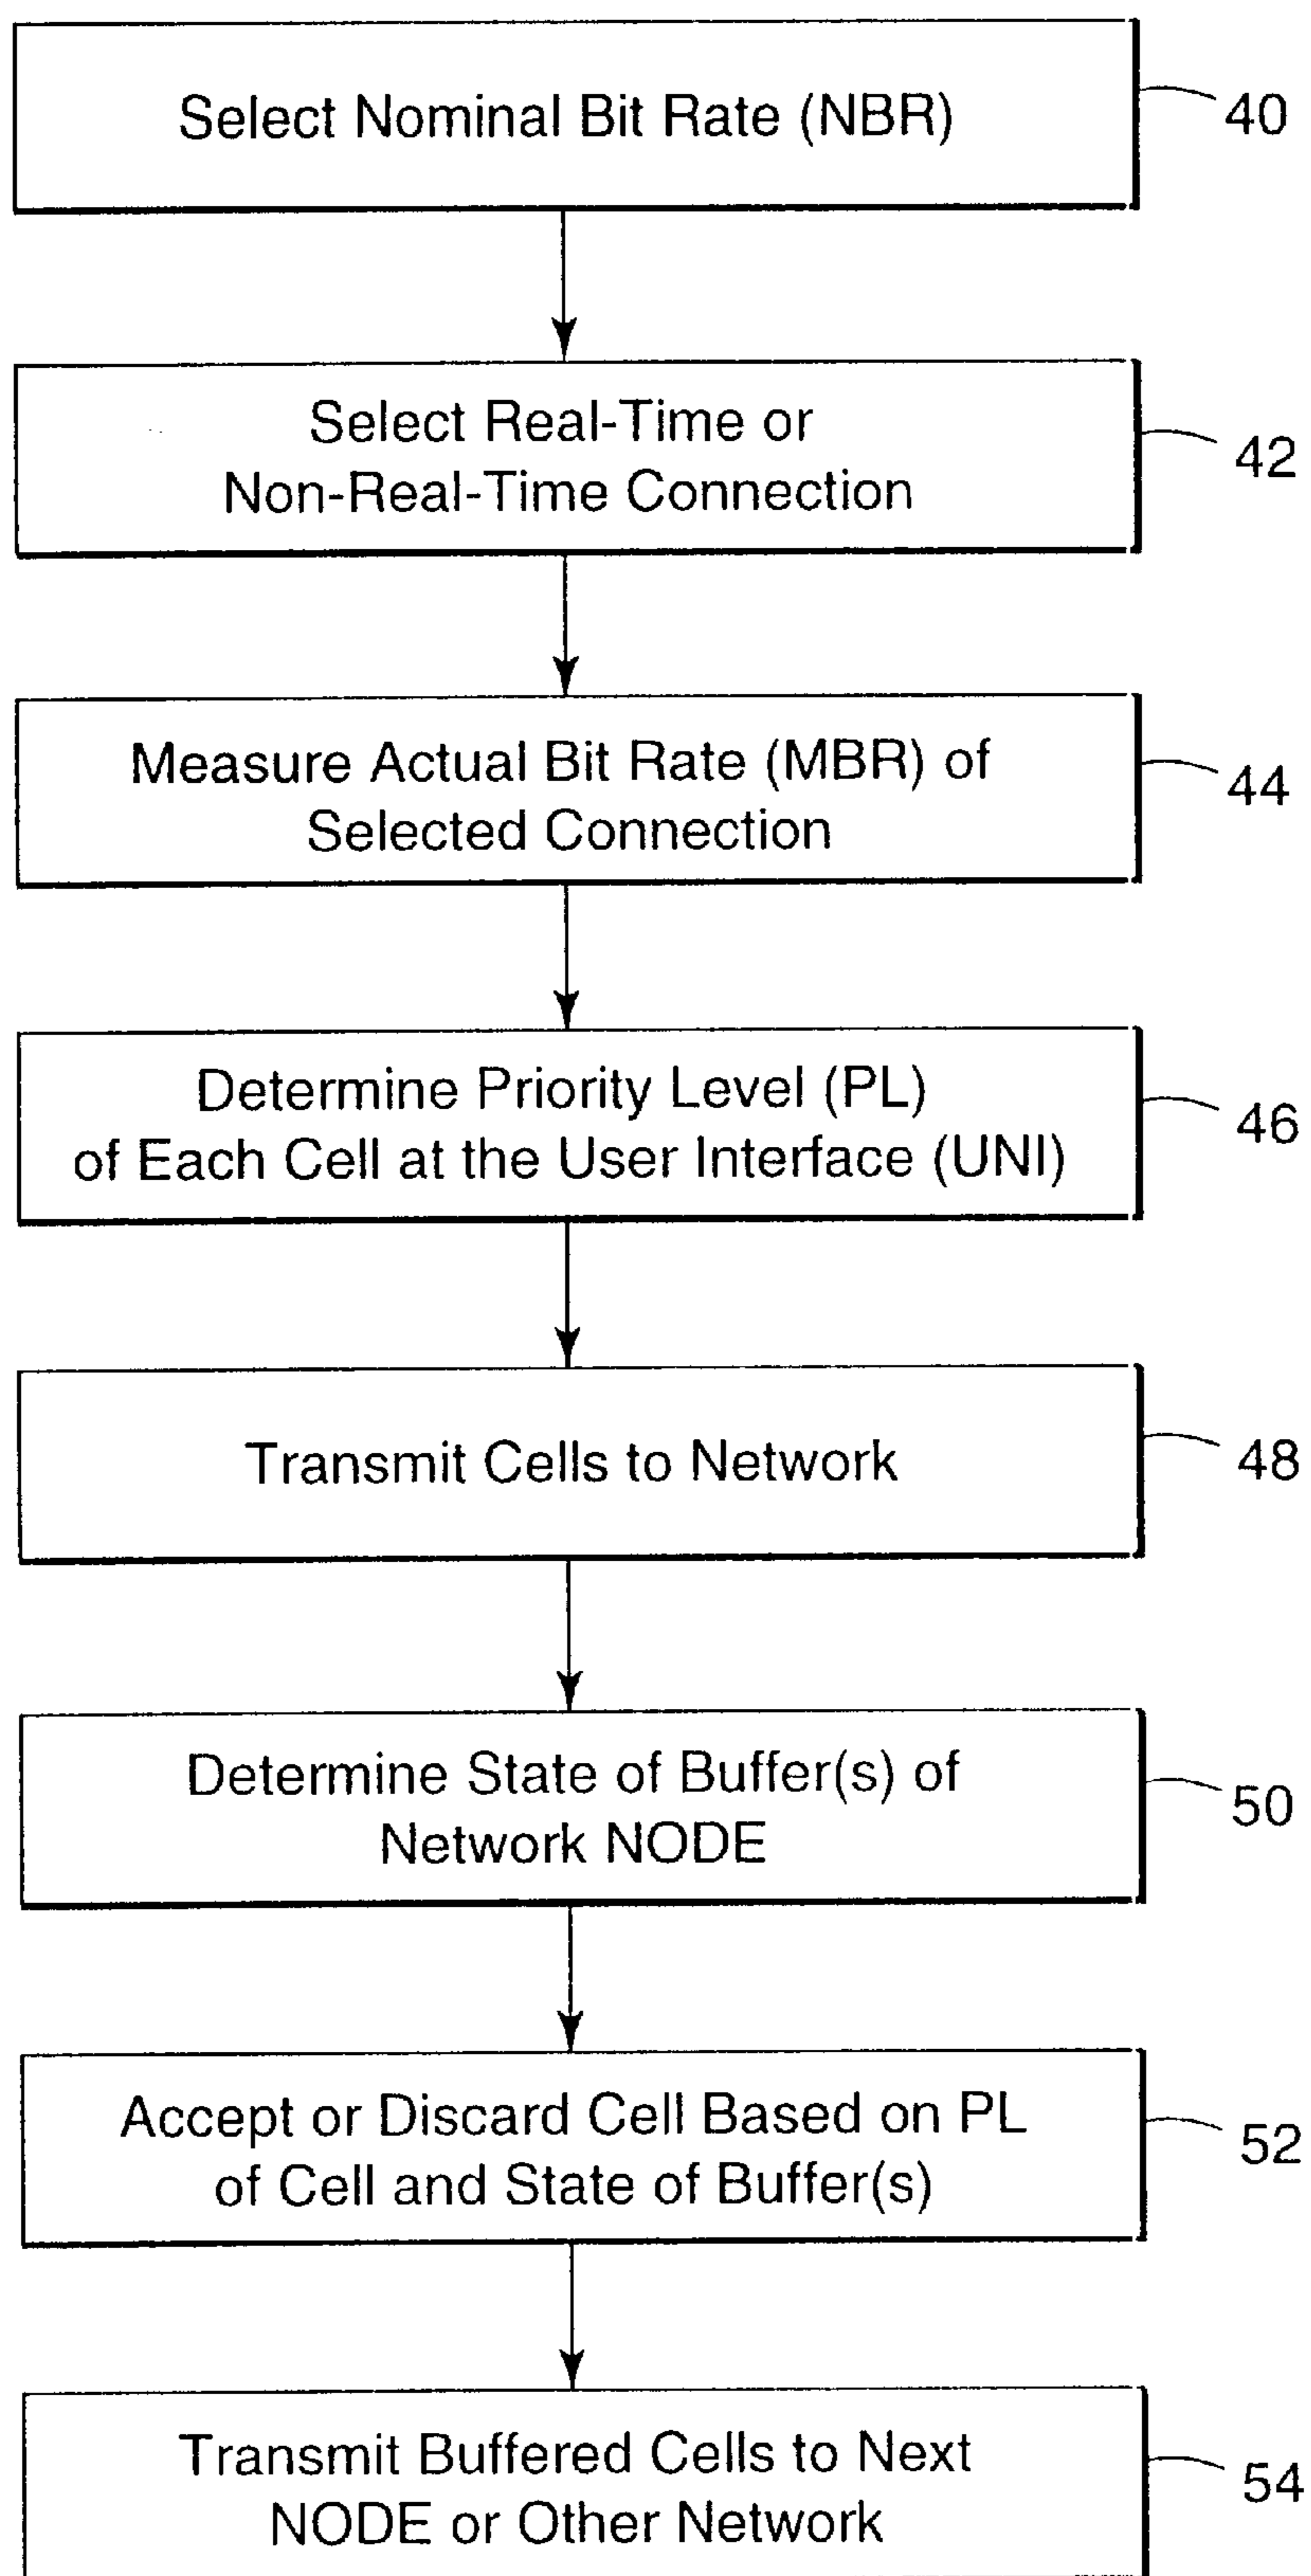 Select Nominal Bit Rate (NBR)
40
Select Real-Time or
Non-Real-Time Connection
42
Measure Actual Bit Rate (MBR) of
Selected Connection
44
Determine Priority Level (PL)
of Each Cell at the User Interface (UNI)
46
Transmit Cells to Network
48
Determine State of Buffer(s) of
Network NODE
50
Accept or Discard Cell Based on PL
of Cell and State of Buffer(s)
52
Transmit Buffered Cells to Next
NODE or Other Network
54